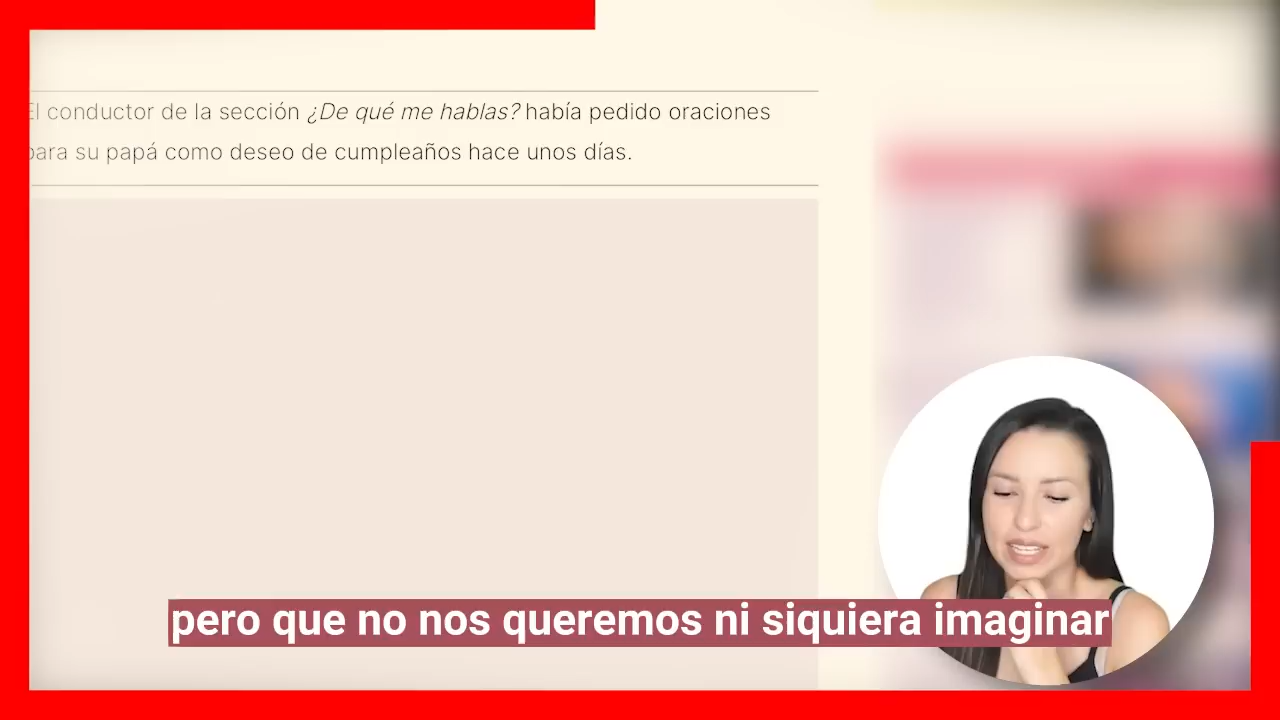 El conductor de la sección ¿De qué me hablas? había pedido oraciones
para su papá como deseo de cumpleaños hace unos días.
pero que no nos queremos ni siquiera imaginar